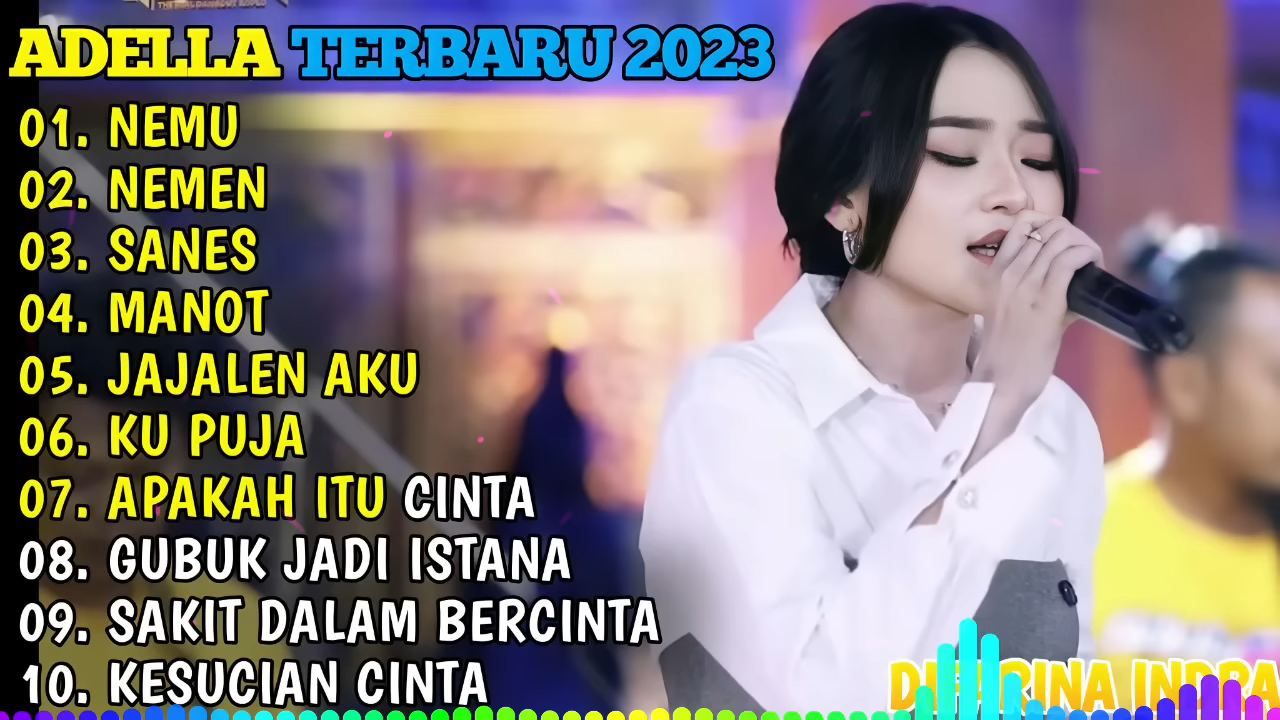 ADELLA TERBARU 2023
01. NEMU
02. NEMEN
03. SANES
04. MANOT
05. JAJALEN AKU
06. KU PUJA
07. APAKAH ITU CINTA
08. GUBUK JADI ISTANA
09. SAKIT DALAM BERCINTA
10. KESUCIAN CINTA
INDRA